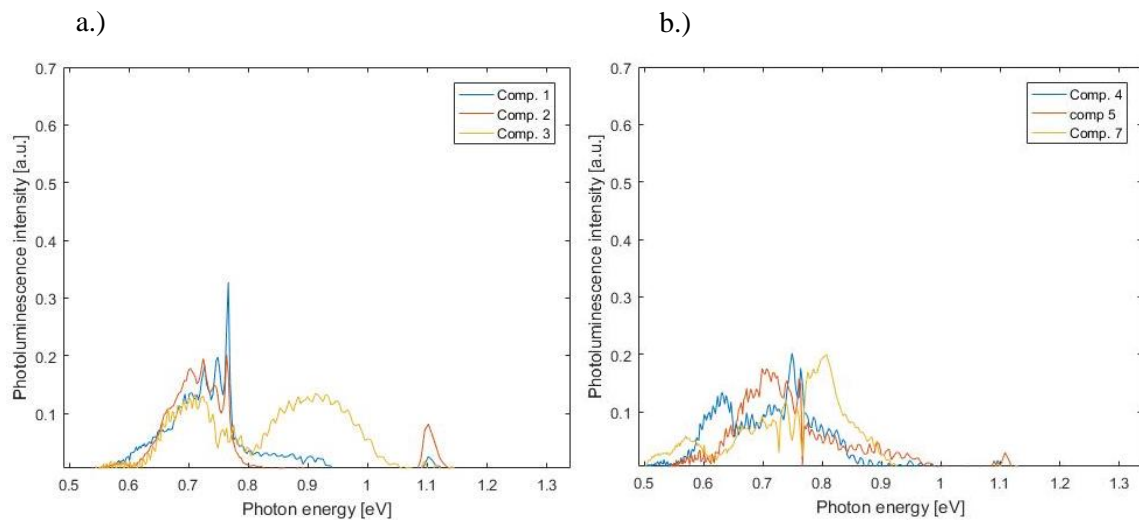 a.)
b.)
0.7
0.6
0.5
0.4
0.3
0.2
0.1
Photoluminescence intensity [a.u.]
Comp. 1
Comp. 2
Comp. 3
0.5 0.6 0.7 0.8 0.9 1 1.1 1.2 1.3
Photon energy [eV]
0.7
0.6
0.5
0.4
0.3
0.2
0.1
Photoluminescence intensity [a.u.]
Comp. 4
comp 5
Comp. 7
0.5 0.6 0.7 0.8 0.9 1 1.1 1.2 1.3
Photon energy [eV]